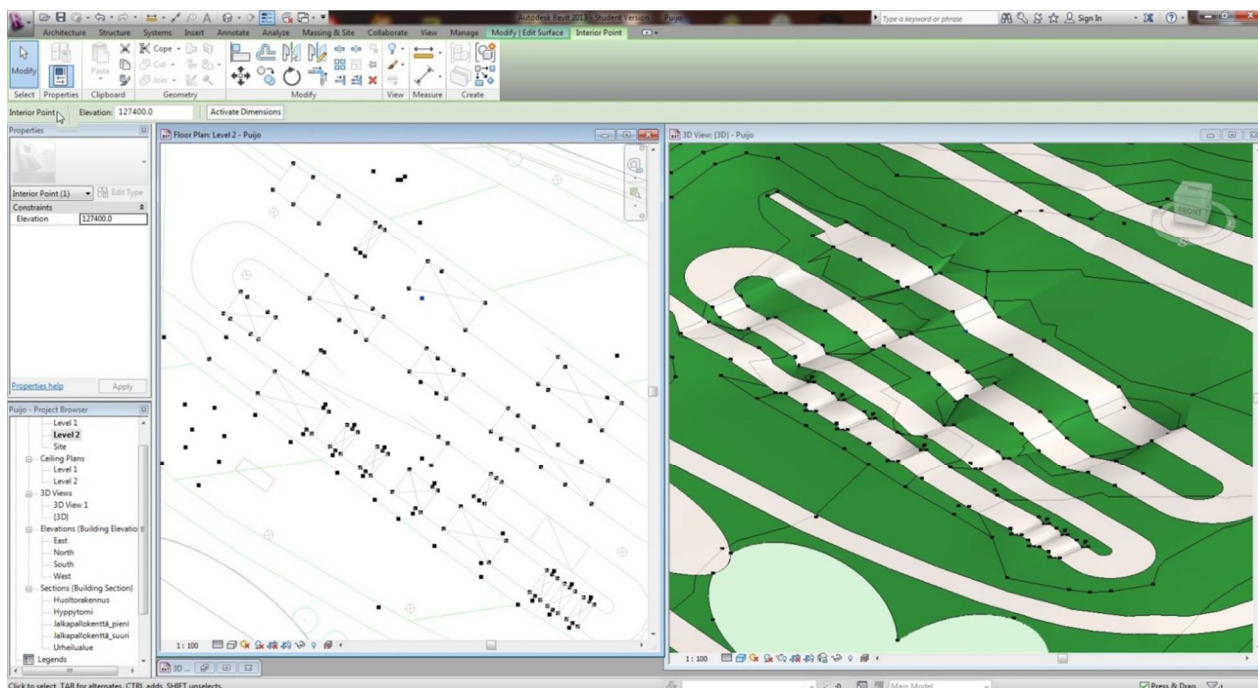 Autodesk Revit 2013 - Student Version - Puijo
Type a keyword or phrase
Sign In
Architecture Structure Systems Insert Annotate Analyze Massing & Site Collaborate View Manage Modify | Edit Surface Interior Point
Modify
Paste
Cope
Cut
Join
Select Properties Clipboard Geometry Modify View Measure Create
Interior Point Elevation: 127400.0 Activate Dimensions
Properties
Interior Point (1) Edit Type
Constraints
Elevation 127400.0
Properties help Apply
Puijo - Project Browser
Level 1
Level 2
Site
Ceiling Plans
Level 1
Level 2
3D Views
3D View 1
{3D}
Elevations (Building Elevatio
East
North
South
West
Sections (Building Section)
Huoltorakennus
Hyppytorni
Jalkapallokenttä_pieni
Jalkapallokenttä_suuri
Urheilualue
Legends
Floor Plan: Level 2 - Puijo
1 : 100
3D ...
3D View: {3D} - Puijo
FRONT
1 : 100
Click to select, TAB for alternates, CTRL adds, SHIFT unselects.
:0
Main Model
Press & Drag